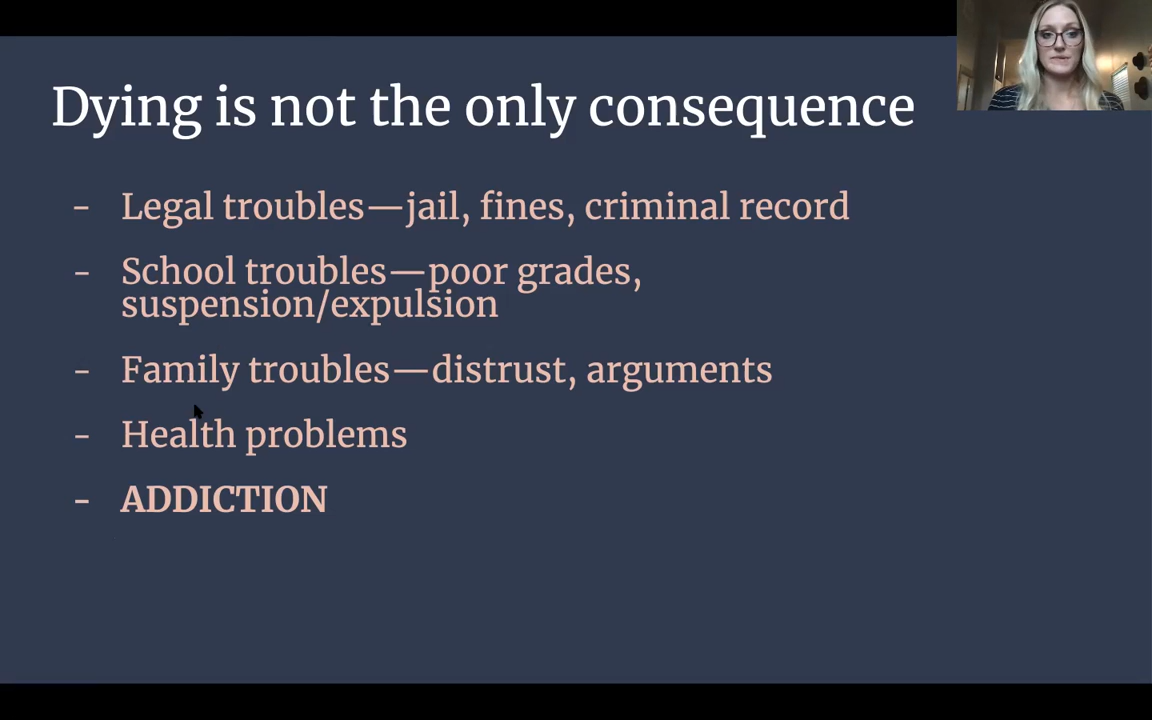 Dying is not the only consequence
- Legal troubles—jail, fines, criminal record
- School troubles—poor grades,
suspension/expulsion
- Family troubles—distrust, arguments
- Health problems
- ADDICTION